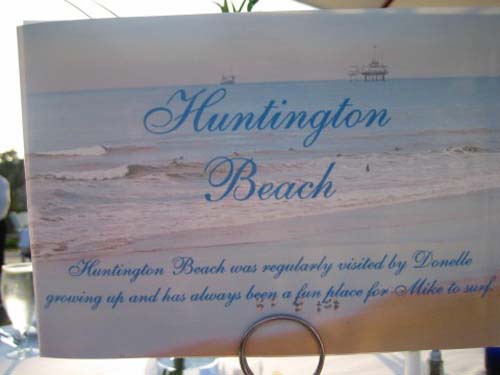 Huntington
Beach
Huntington Beach was regularly visited by Donelle
growing up and has always been a fun place for Mike to surf.